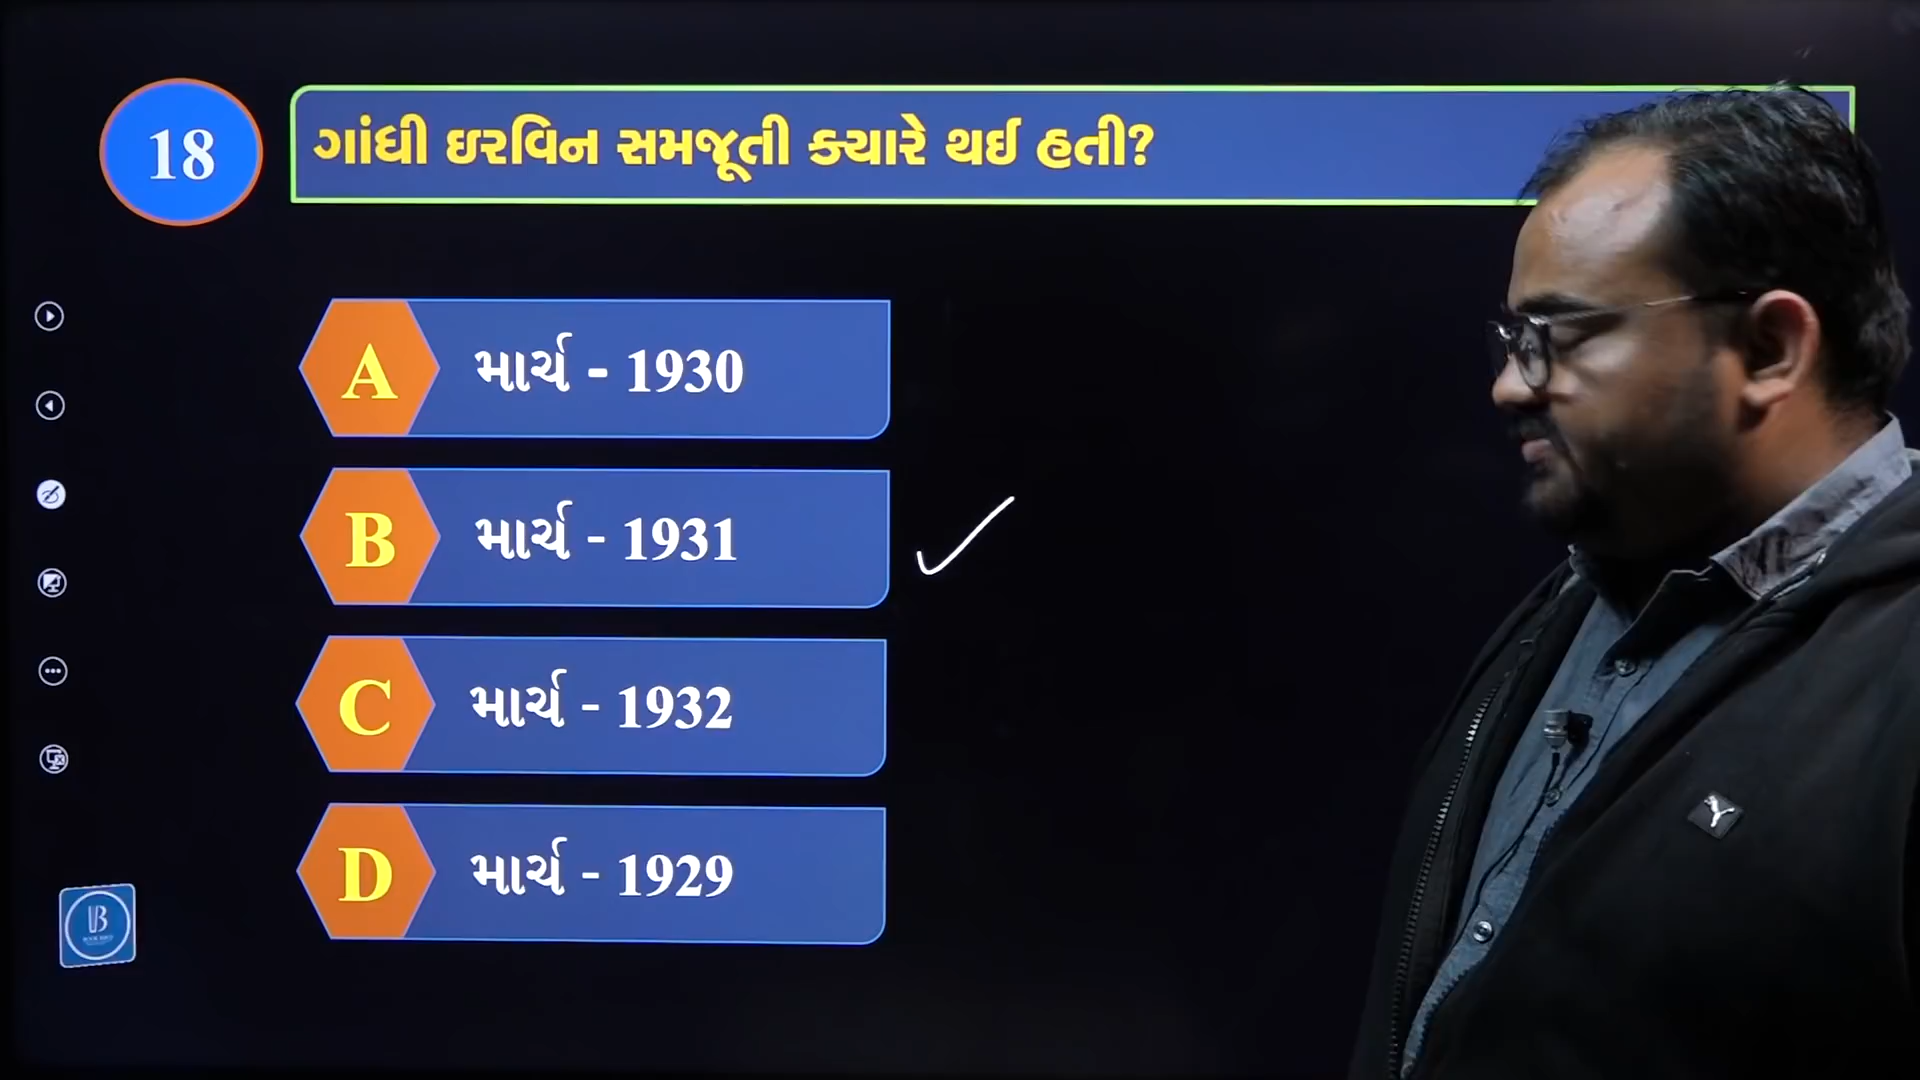 18
ગાંધી ઇરવિન સમજૂતી ક્યારે થઈ હતી?
A માર્ચ - 1930
B માર્ચ - 1931
C માર્ચ - 1932
D માર્ચ - 1929